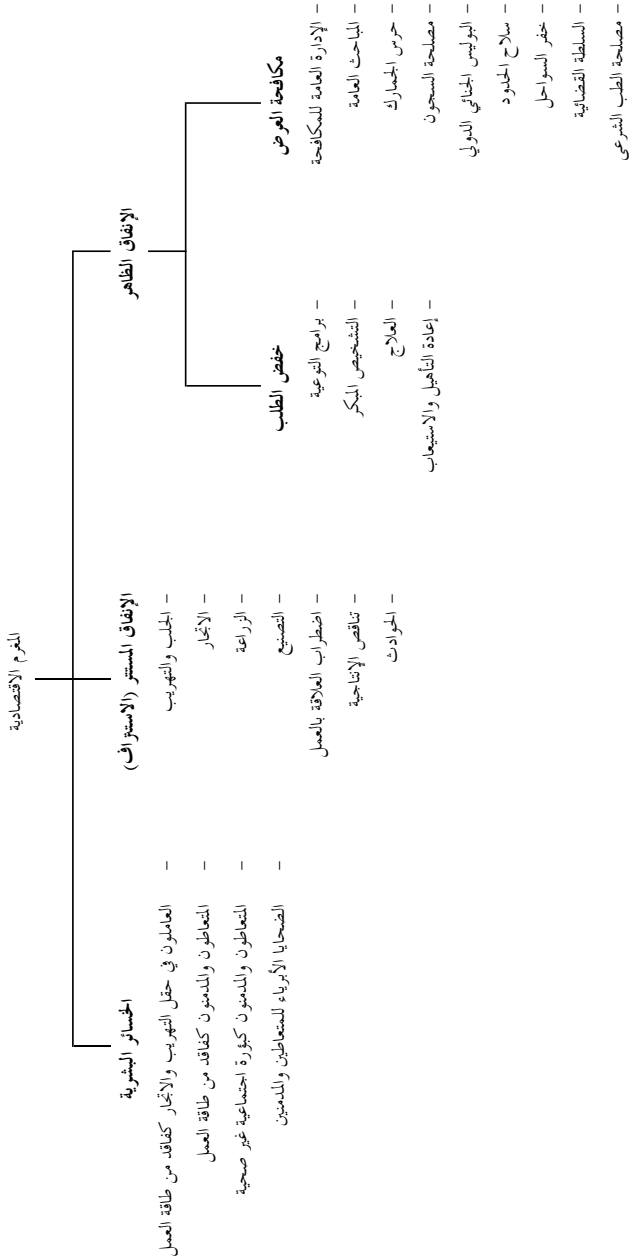 المغرم الاقتصادية
الإنفاق الظاهر
مكافحة العرض
– الإدارة العامة للمكافحة
– المباحث العامة
– حرس الجمارك
– مصلحة السجون
– البوليس الجنائي الدولي
– سلاح الحدود
– خفر السواحل
– السلطة القضائية
– مصلحة الطب الشرعى
خفض الطلب
– برامج التوعية
– التشخيص المبكر
– العلاج
– إعادة التأهيل والاستيعاب
الإنفاق المستتر (الاستنزاف)
– الجلب والتهريب
– الاتجار
– الزراعة
– التصنيع
– اضطراب العلاقة بالعمل
– تناقص الإنتاجية
– الحوادث
الخسائر البشرية
– العاملون في حقل التهريب والاتجار كفاقد من طاقة العمل
– المتعاطون والمدمنون كفاقد من طاقة العمل
– المتعاطون والمدمنون كبؤرة اجتماعية غير صحية
– الضحايا الأبرياء للمتعاطين والمدمنين